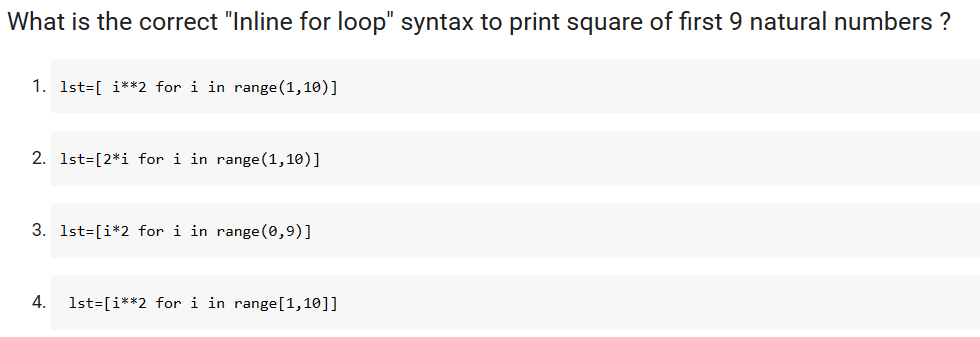 What is the correct "Inline for loop" syntax to print square of first 9 natural numbers ?
1. lst=[ i**2 for i in range(1,10)]
2. lst=[2*i for i in range(1,10)]
3. lst=[i*2 for i in range(0,9)]
4. lst=[i**2 for i in range[1,10]]